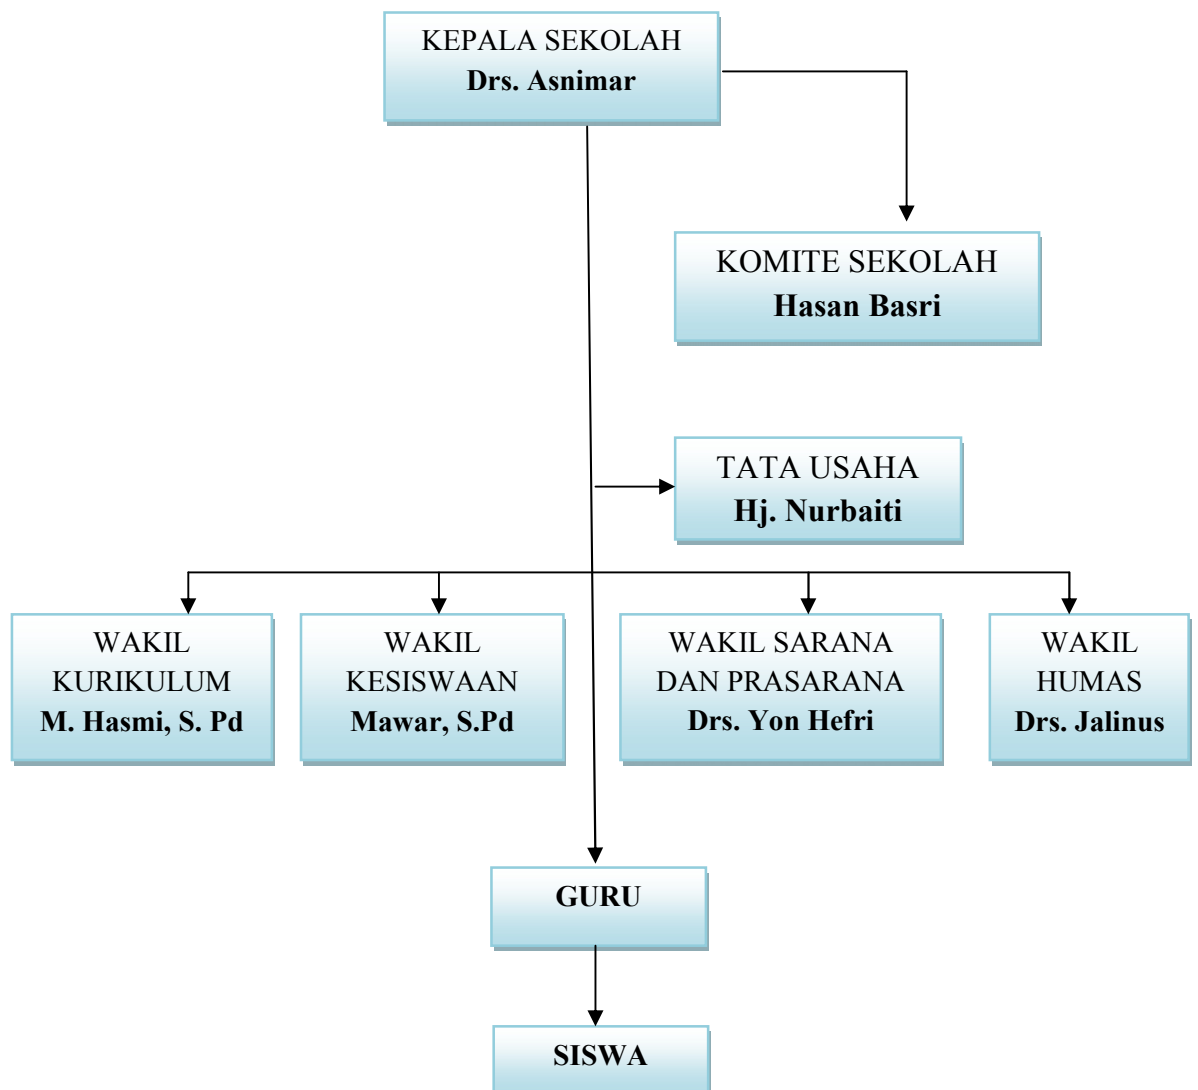 KEPALA SEKOLAH
Drs. Asnimar
KOMITE SEKOLAH
Hasan Basri
TATA USAHA
Hj. Nurbaiti
WAKIL
KURIKULUM
M. Hasmi, S. Pd
WAKIL
KESISWAAN
Mawar, S.Pd
WAKIL SARANA
DAN PRASARANA
Drs. Yon Hefri
WAKIL
HUMAS
Drs. Jalinus
GURU
SISWA